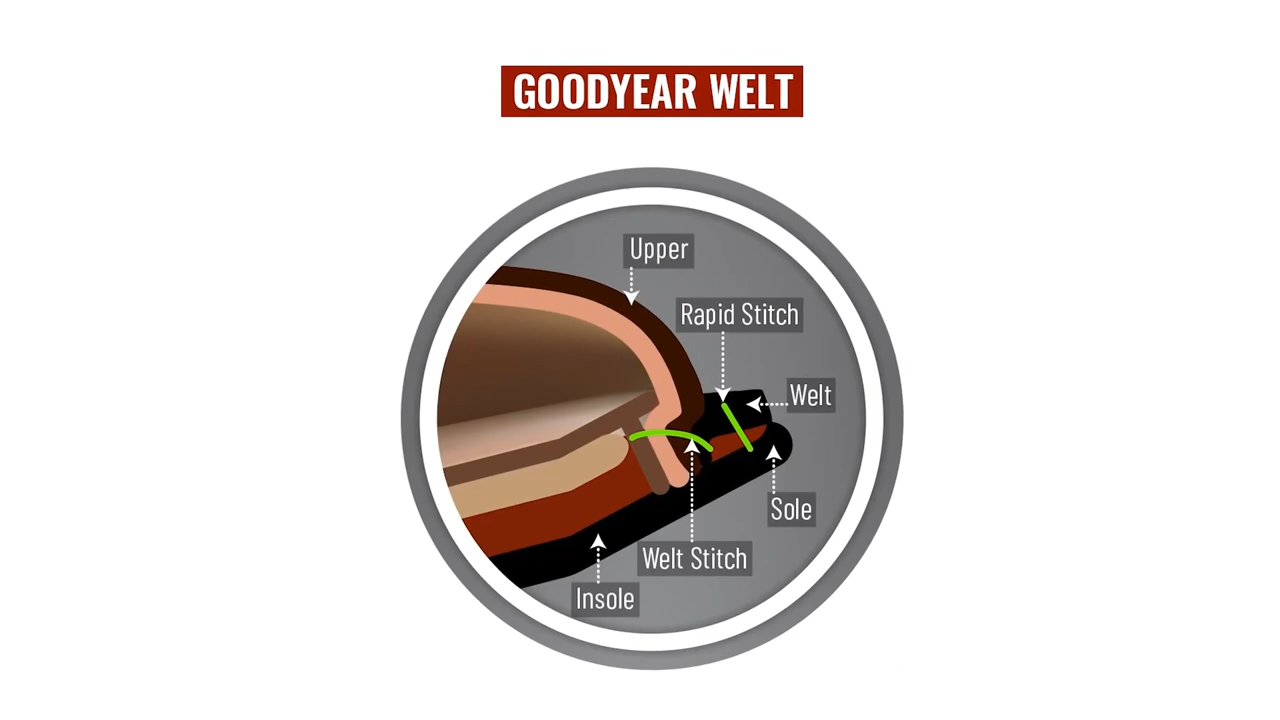 GOODYEAR WELT
Upper
Rapid Stitch
Welt
Sole
Welt Stitch
Insole